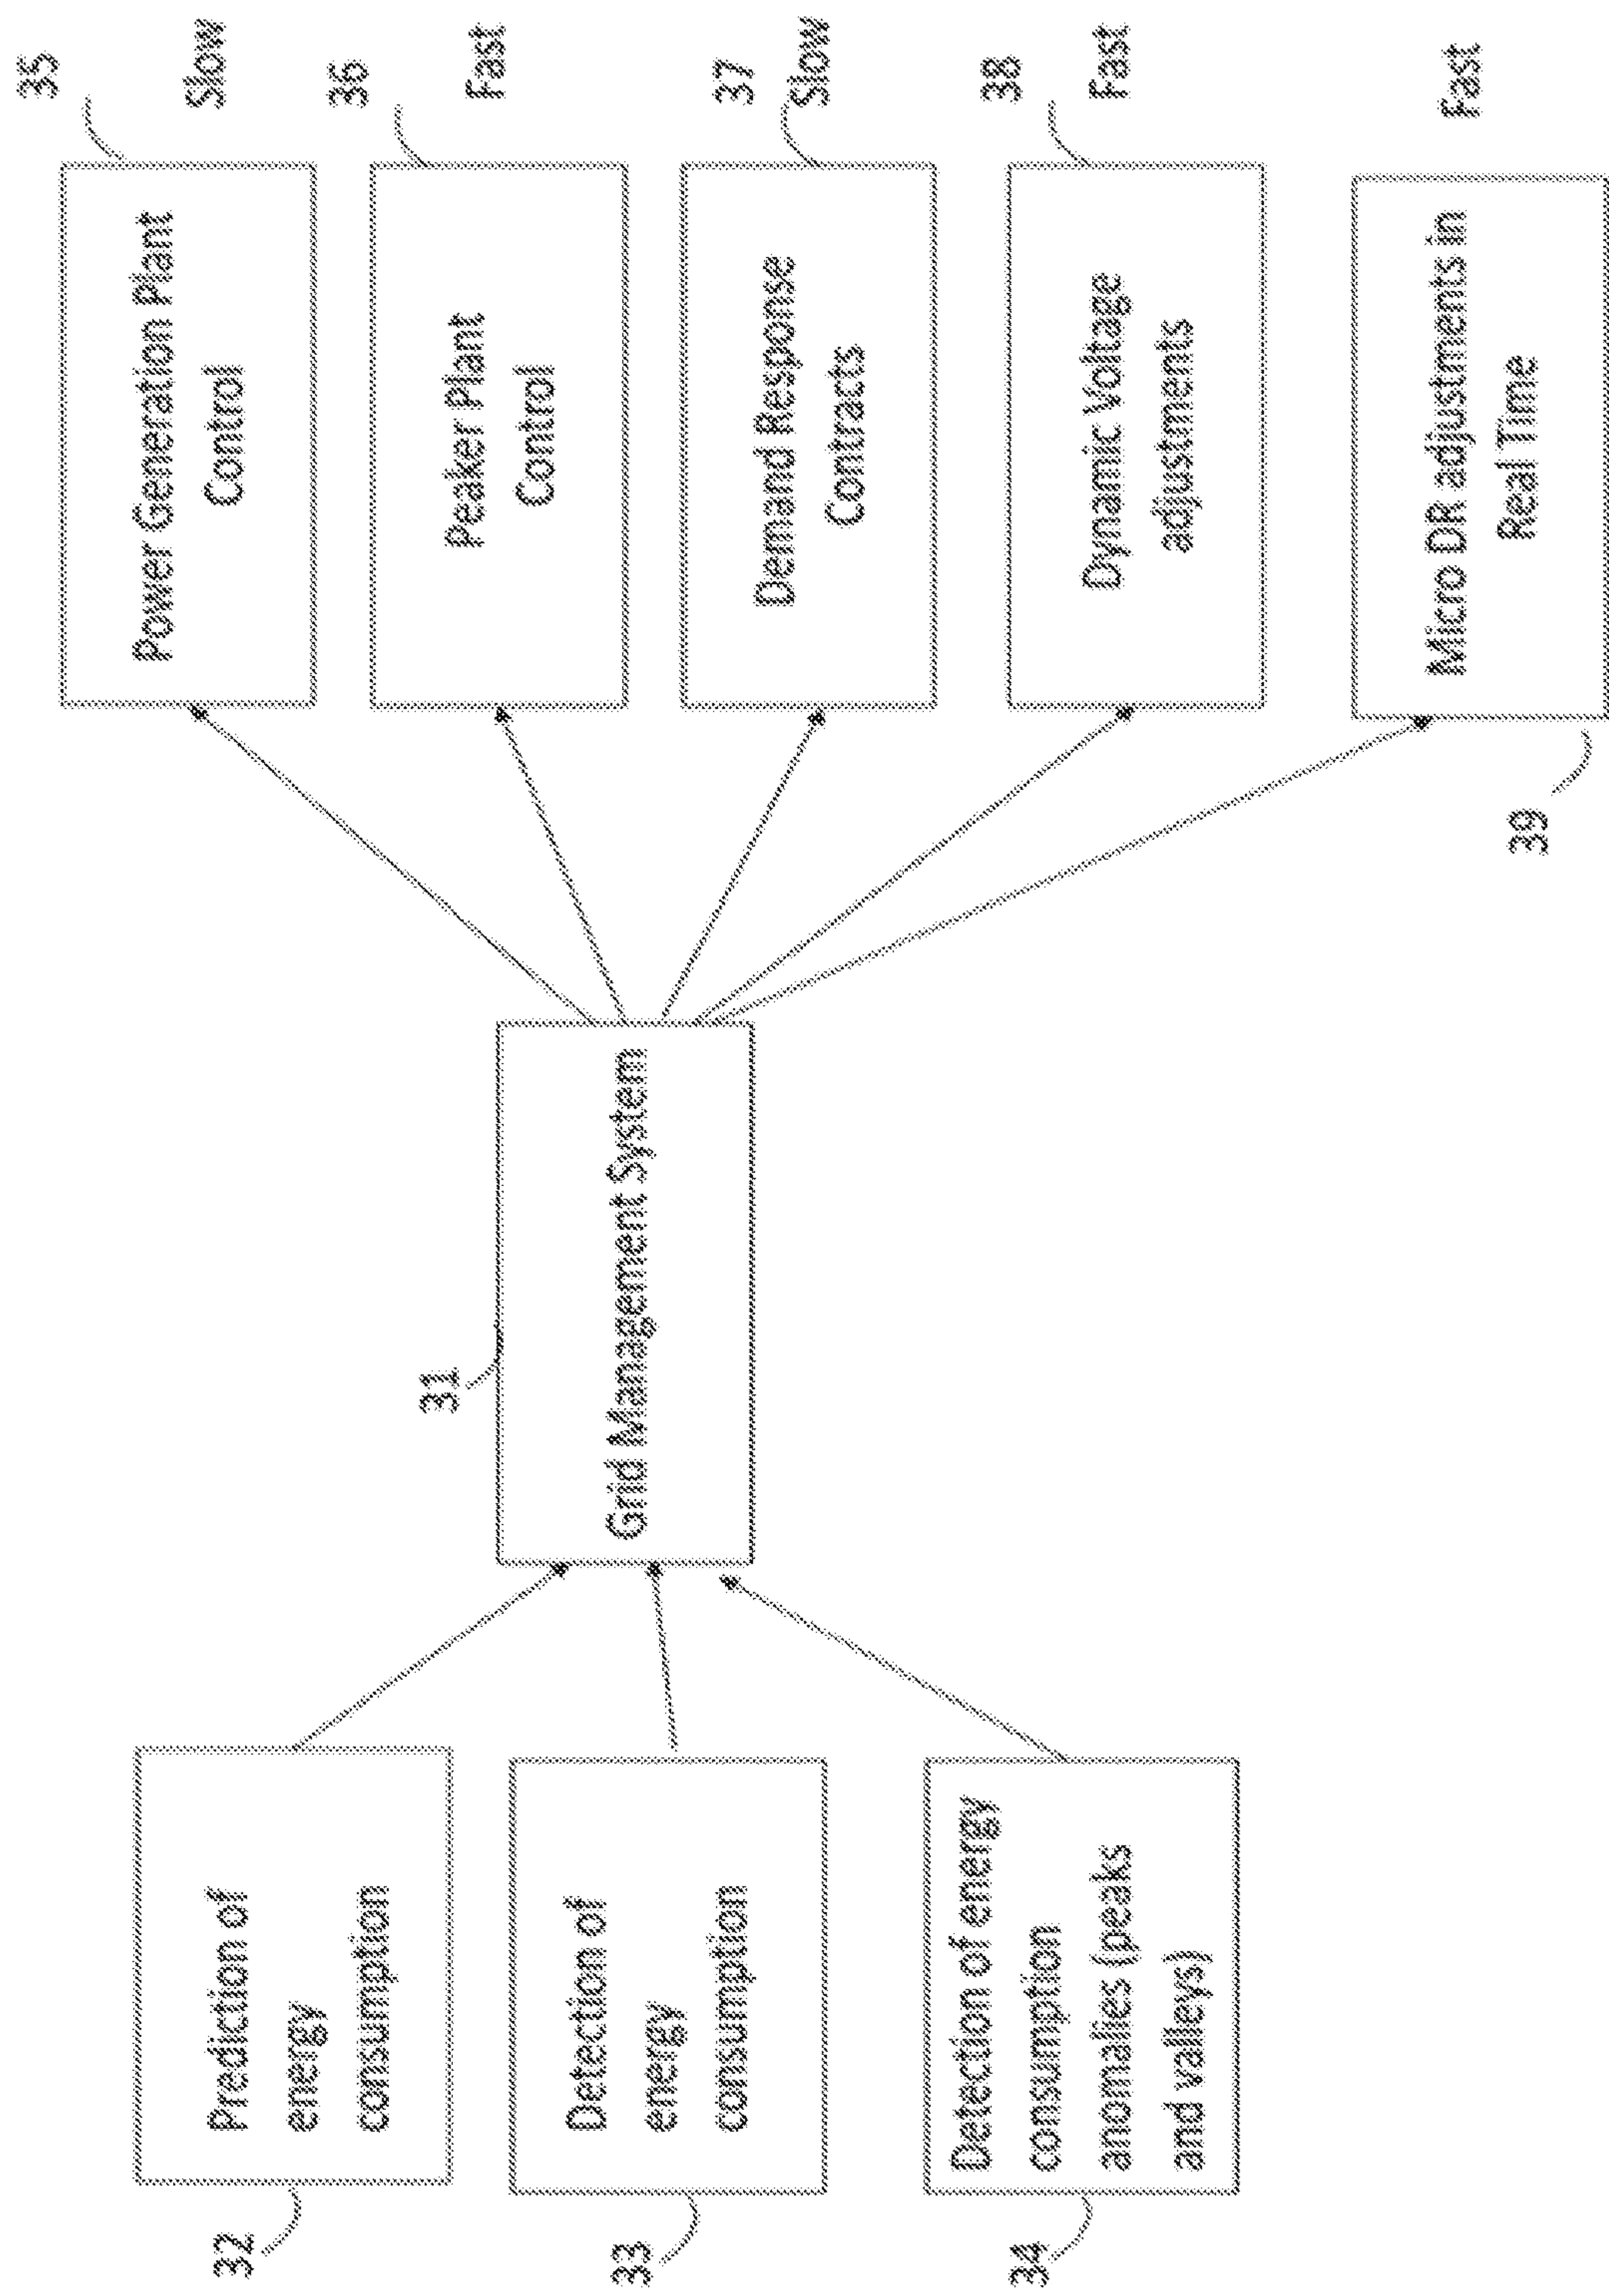 32
Prediction of
energy
consumption
33
Detection of
energy
consumption
34
Detection of energy
consumption
anomalies (peaks
and valleys)
31
Grid Management System
35
Power Generation Plant
Control
Slow
36
Peaker Plant
Control
Fast
37
Demand Response
Contracts
Slow
38
Dynamic Voltage
adjustments
Fast
39
Micro DR adjustments in
Real Time
Fast